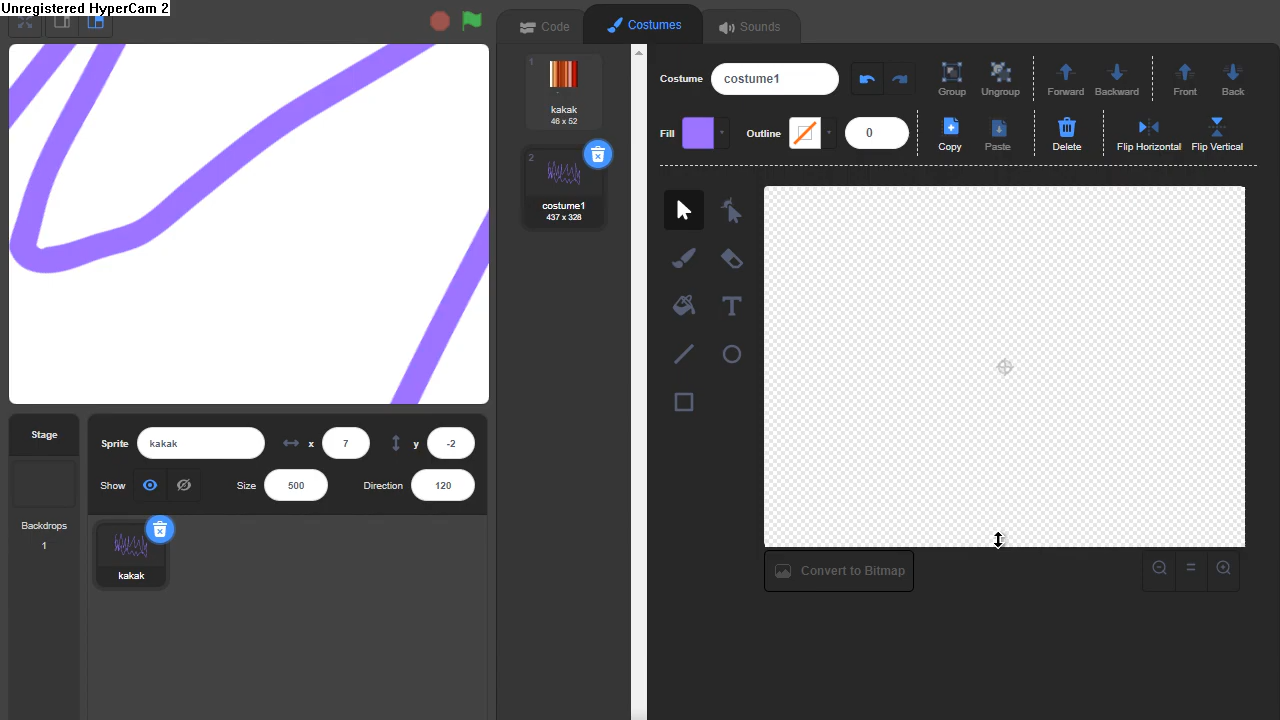 Unregistered HyperCam 2
Code
Costumes
Sounds
1
kakak
46 x 52
2
costume1
437 x 328
Costume
costume1
Group
Ungroup
Forward
Backward
Front
Back
Fill
Outline
0
Copy
Paste
Delete
Flip Horizontal
Flip Vertical
Convert to Bitmap
Stage
Backdrops
1
Sprite
kakak
x
7
y
-2
Show
Size
500
Direction
120
kakak